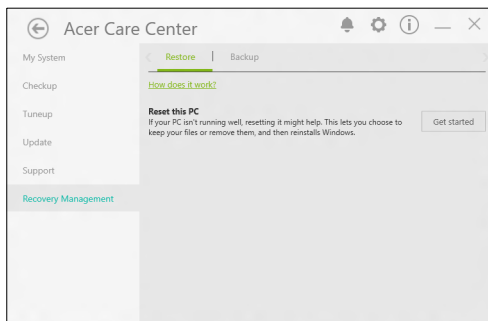 Acer Care Center
My System
Checkup
Tuneup
Update
Support
Recovery Management
Restore
Backup
How does it work?
Reset this PC
If your PC isn't running well, resetting it might help. This lets you choose to
keep your files or remove them, and then reinstalls Windows.
Get started